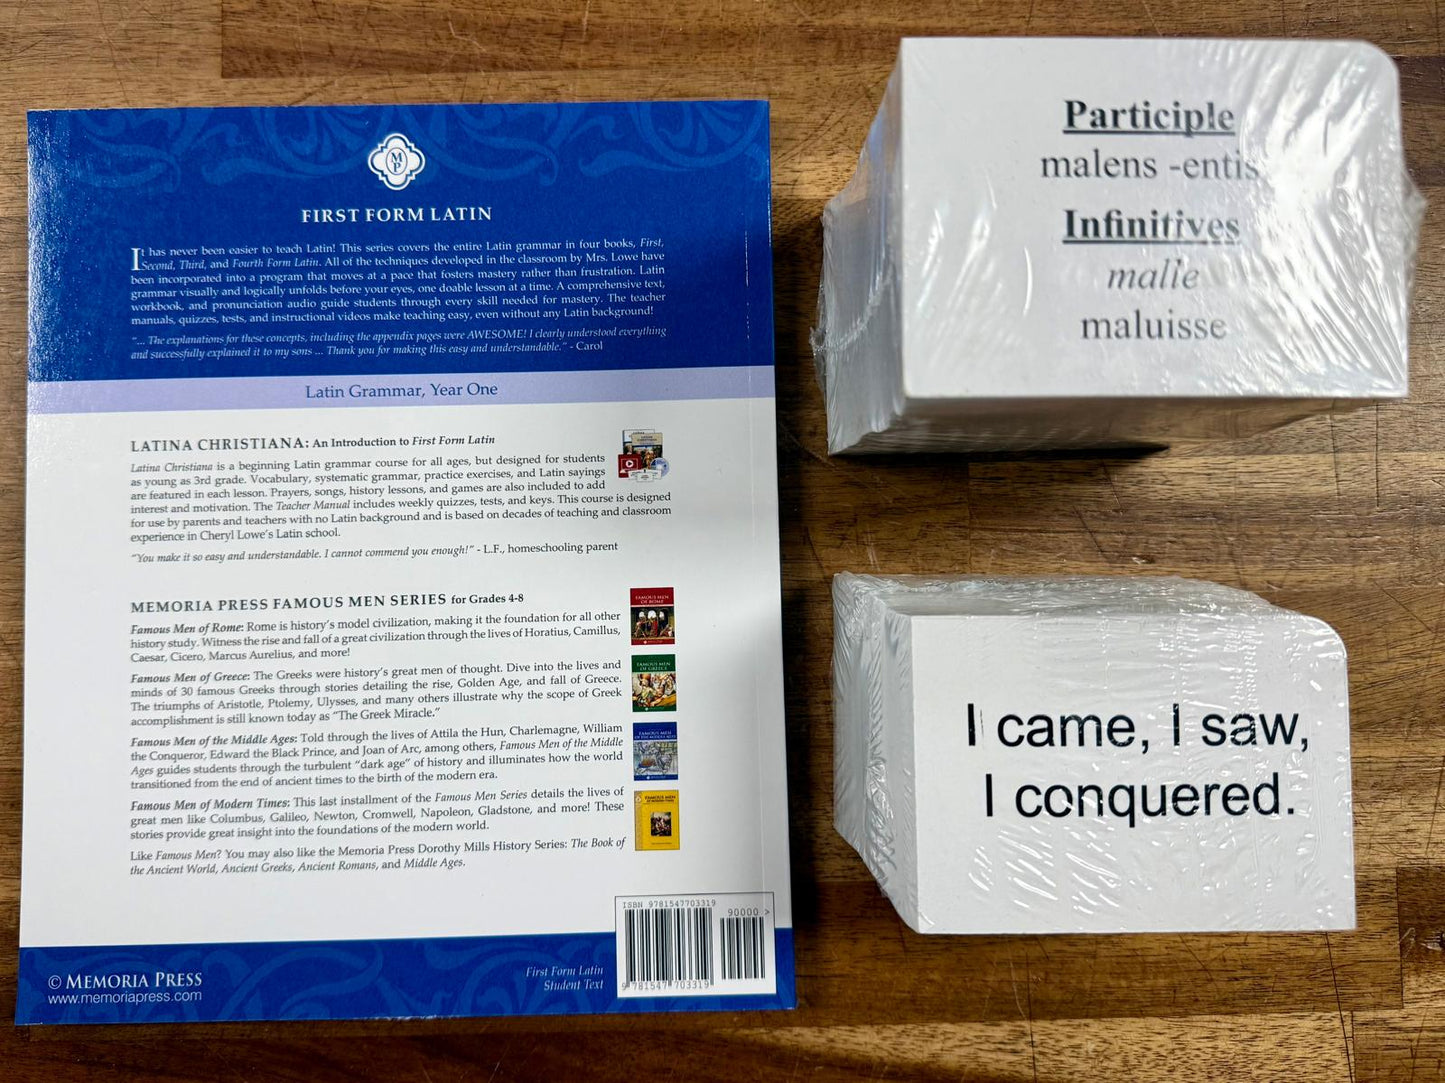 M
P
FIRST FORM LATIN
It has never been easier to teach Latin! This series covers the entire Latin grammar in four books, First,
Second, Third, and Fourth Form Latin. All of the techniques developed in the classroom by Mrs. Lowe have
been incorporated into a program that moves at a pace that fosters mastery rather than frustration. Latin
grammar visually and logically unfolds before your eyes, one doable lesson at a time. A comprehensive text,
workbook, and pronunciation audio guide students through every skill needed for mastery. The teacher
manuals, quizzes, tests, and instructional videos make teaching easy, even without any Latin background!
"... The explanations for these concepts, including the appendix pages were AWESOME! I clearly understood everything
and successfully explained it to my sons ... Thank you for making this easy and understandable." - Carol
Latin Grammar, Year One
LATINA CHRISTIANA: An Introduction to First Form Latin
Latina Christiana is a beginning Latin grammar course for all ages, but designed for students
as young as 3rd grade. Vocabulary, systematic grammar, practice exercises, and Latin sayings
are featured in each lesson. Prayers, songs, history lessons, and games are also included to add
interest and motivation. The Teacher Manual includes weekly quizzes, tests, and keys. This course is designed
for use by parents and teachers with no Latin background and is based on decades of teaching and classroom
experience in Cheryl Lowe's Latin school.
"You make it so easy and understandable. I cannot commend you enough!" - L.F., homeschooling parent
MEMORIA PRESS FAMOUS MEN SERIES for Grades 4-8
Famous Men of Rome: Rome is history's model civilization, making it the foundation for all other
history study. Witness the rise and fall of a great civilization through the lives of Horatius, Camillus,
Caesar, Cicero, Marcus Aurelius, and more!
Famous Men of Greece: The Greeks were history's great men of thought. Dive into the lives and
minds of 30 famous Greeks through stories detailing the rise, Golden Age, and fall of Greece.
The triumphs of Aristotle, Ptolemy, Ulysses, and many others illustrate why the scope of Greek
accomplishment is still known today as "The Greek Miracle."
Famous Men of the Middle Ages: Told through the lives of Attila the Hun, Charlemagne, William
the Conqueror, Edward the Black Prince, and Joan of Arc, among others, Famous Men of the Middle
Ages guides students through the turbulent "dark age" of history and illuminates how the world
transitioned from the end of ancient times to the birth of the modern era.
Famous Men of Modern Times: This last installment of the Famous Men Series details the lives of
great men like Columbus, Galileo, Newton, Cromwell, Napoleon, Gladstone, and more! These
stories provide great insight into the foundations of the modern world.
Like Famous Men? You may also like the Memoria Press Dorothy Mills History Series: The Book of
the Ancient World, Ancient Greeks, Ancient Romans, and Middle Ages.
FAMOUS MEN
OF ROME
FAMOUS MEN
OF GREECE
FAMOUS MEN
OF THE MIDDLE AGES
FAMOUS MEN
OF MODERN TIMES
© MEMORIA PRESS
www.memoriapress.com
First Form Latin
Student Text
ISBN 9781547703319
90000 >
9 781547 703319
Participle
malens -entis
Infinitives
malle
maluisse
I came, I saw,
I conquered.